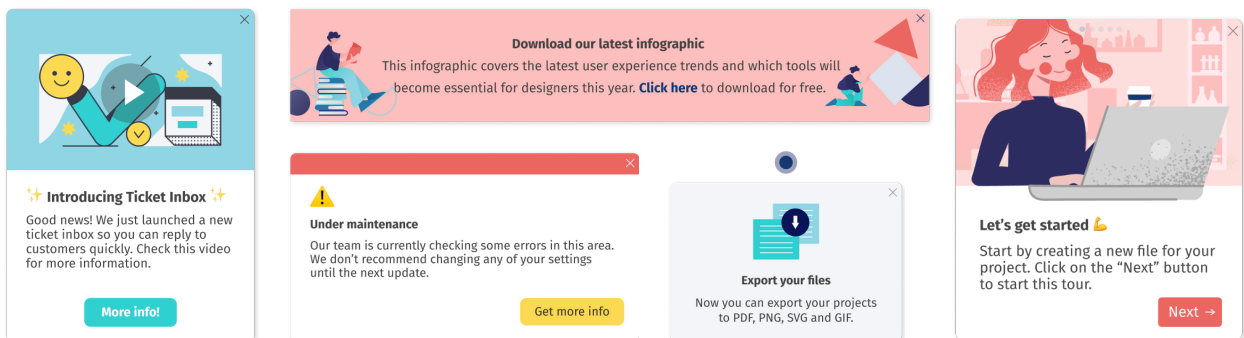 ✨ Introducing Ticket Inbox ✨
Good news! We just launched a new
ticket inbox so you can reply to
customers quickly. Check this video
for more information.
More info!
Download our latest infographic
This infographic covers the latest user experience trends and which tools will
become essential for designers this year. Click here to download for free.
Under maintenance
Our team is currently checking some errors in this area.
We don’t recommend changing any of your settings
until the next update.
Get more info
Export your files
Now you can export your projects
to PDF, PNG, SVG and GIF.
Let’s get started 💪
Start by creating a new file for your
project. Click on the “Next” button
to start this tour.
Next →